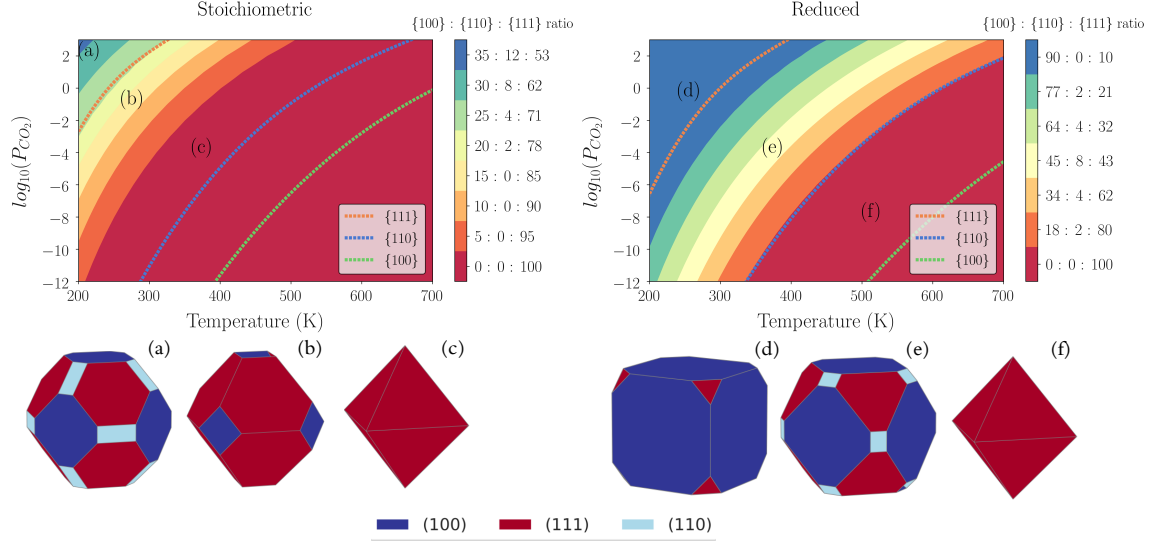 Stoichiometric
{100} : {110} : {111} ratio
(a)
(b)
(c)
2
0
−2
−4
−6
−8
−10
−12
log10(PCO2)
200
300
400
500
600
700
Temperature (K)
{111}
{110}
{100}
35 : 12 : 53
30 : 8 : 62
25 : 4 : 71
20 : 2 : 78
15 : 0 : 85
10 : 0 : 90
5 : 0 : 95
0 : 0 : 100
Reduced
{100} : {110} : {111} ratio
(d)
(e)
(f)
2
0
−2
−4
−6
−8
−10
−12
log10(PCO2)
200
300
400
500
600
700
Temperature (K)
{111}
{110}
{100}
90 : 0 : 10
77 : 2 : 21
64 : 4 : 32
45 : 8 : 43
34 : 4 : 62
18 : 2 : 80
0 : 0 : 100
(a)
(b)
(c)
(d)
(e)
(f)
(100)
(111)
(110)